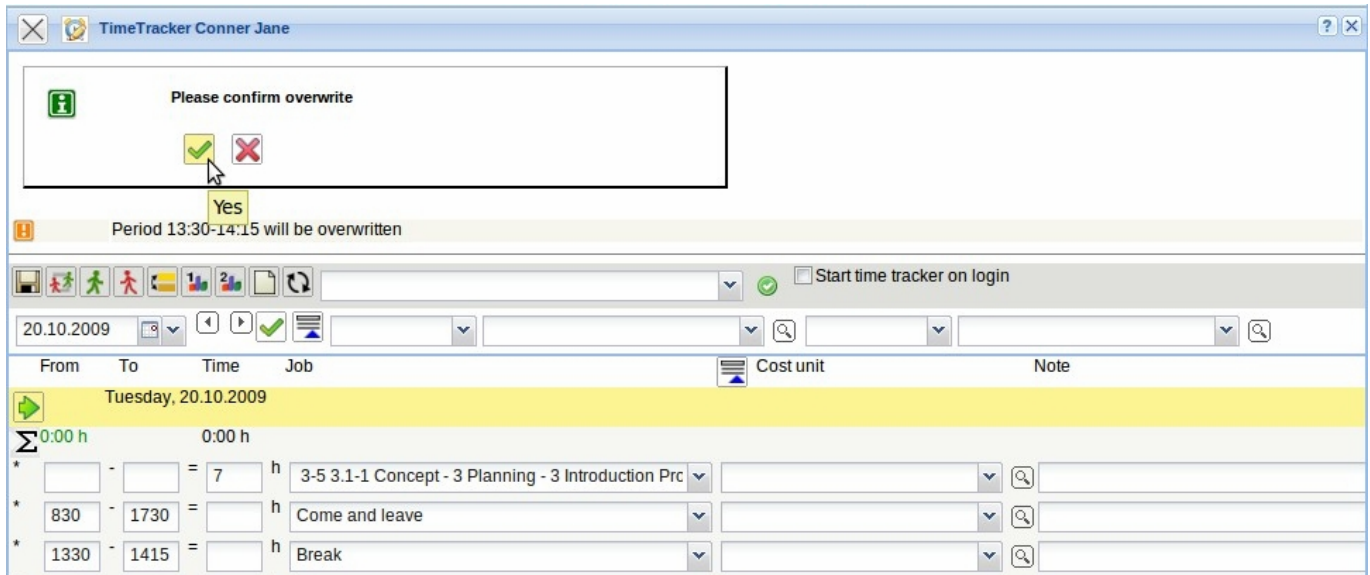 TimeTracker Conner Jane
Please confirm overwrite
Yes
Period 13:30-14:15 will be overwritten
Start time tracker on login
20.10.2009
From To Time Job Cost unit Note
Tuesday, 20.10.2009
Σ 0:00 h 0:00 h
* - = 7 h 3-5 3.1-1 Concept - 3 Planning - 3 Introduction Prc
* 830 - 1730 = h Come and leave
* 1330 - 1415 = h Break